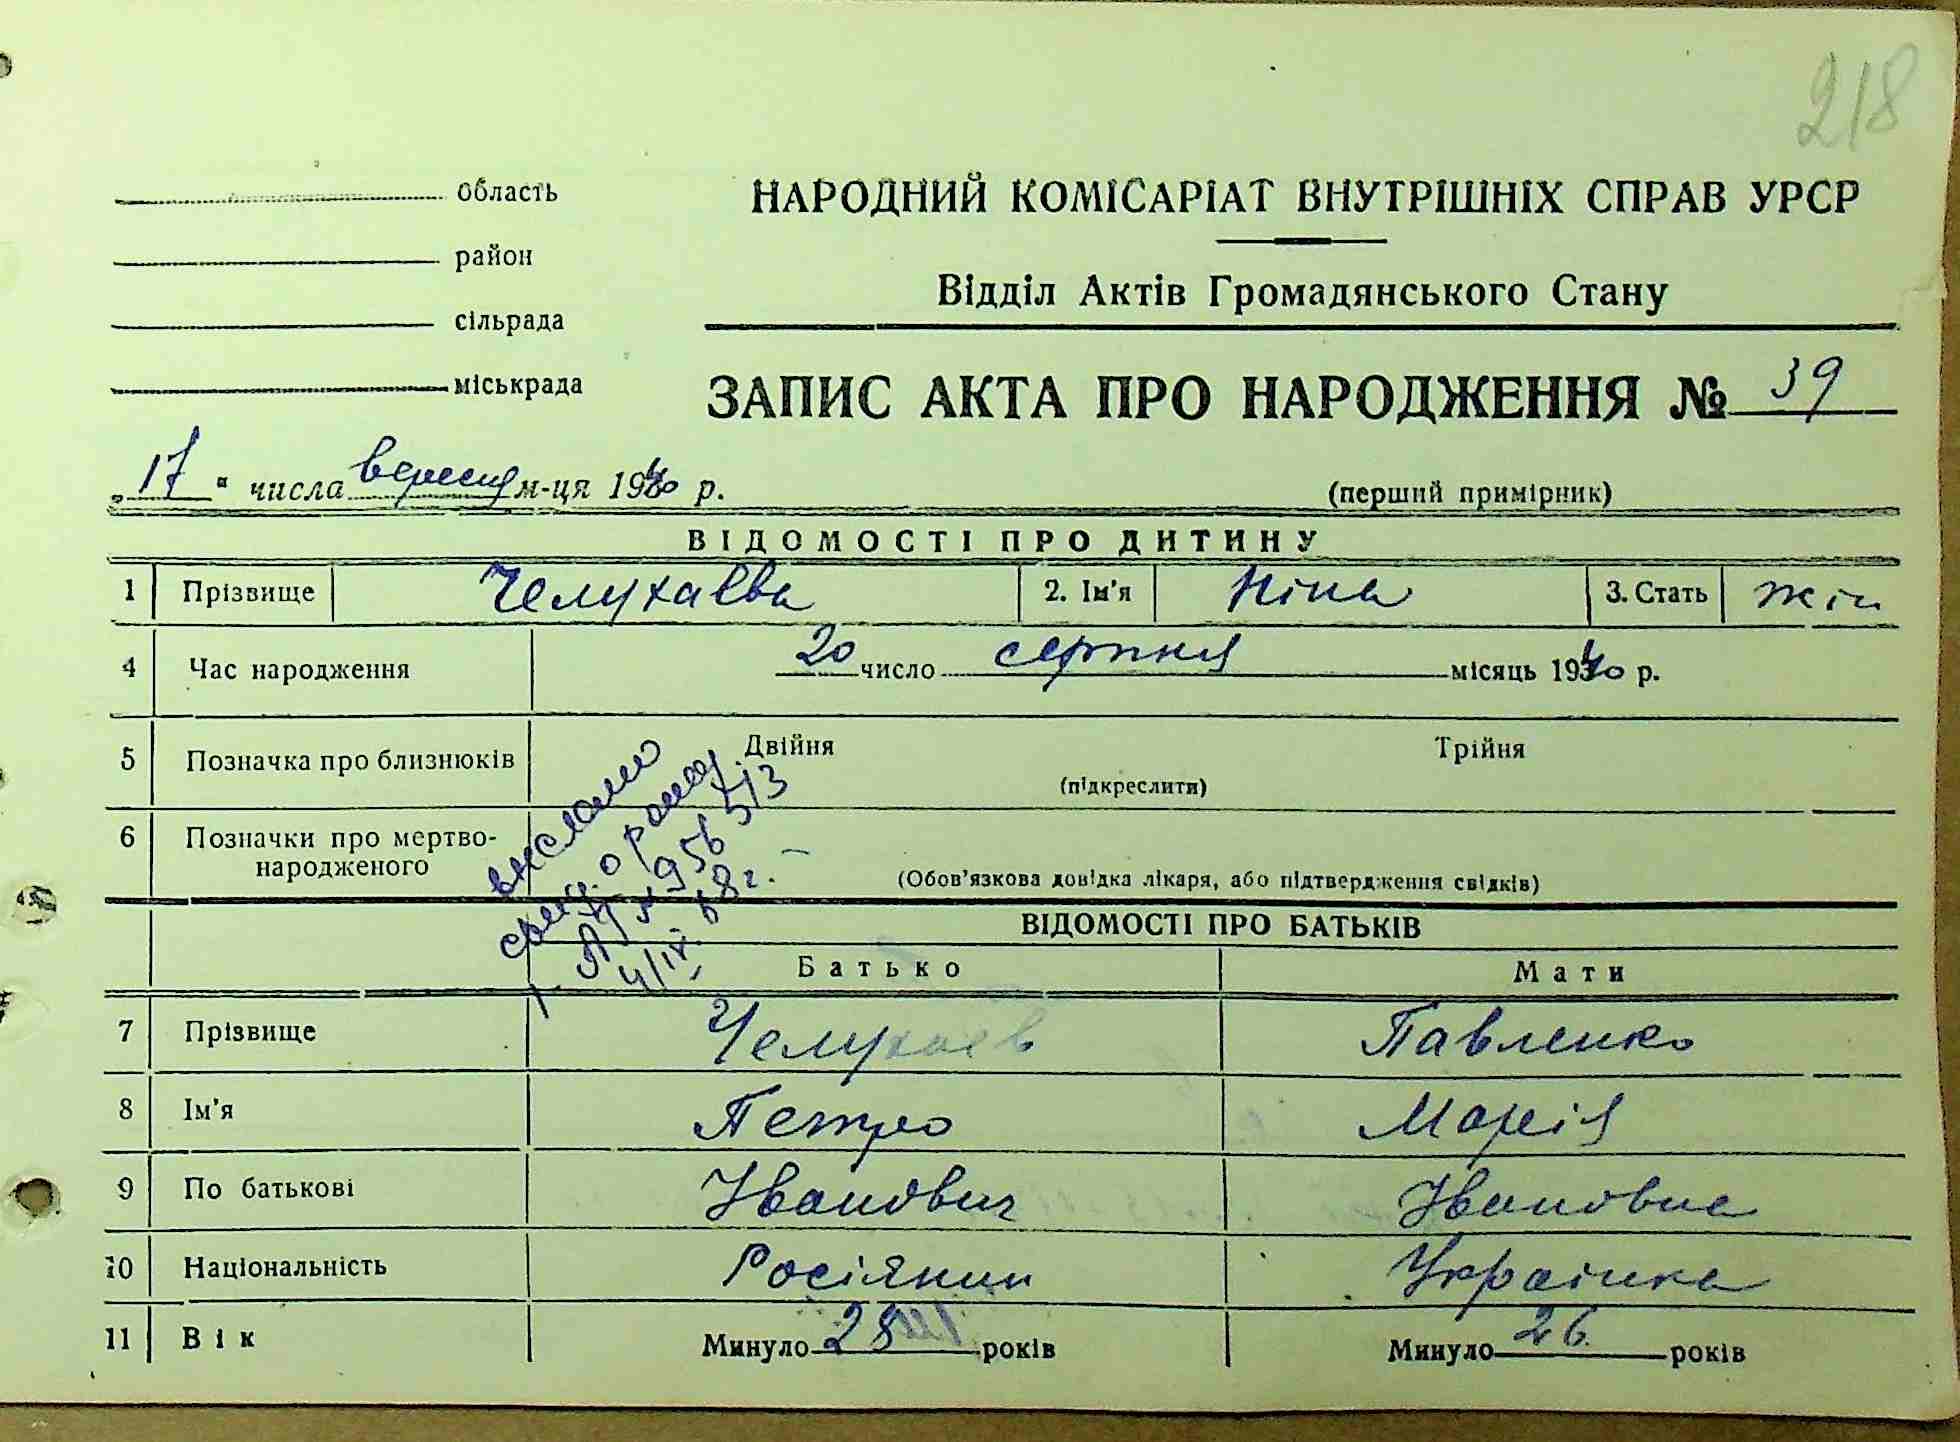 218
область
район
сільрада
міськрада
НАРОДНИЙ КОМІСАРІАТ ВНУТРІШНІХ СПРАВ УРСР
Відділ Актів Громадянського Стану
ЗАПИС АКТА ПРО НАРОДЖЕННЯ № 39
„17“ числа вересня м-ця 1940 р.
(перший примірник)
ВІДОМОСТІ ПРО ДИТИНУ
1 Прізвище Челухаєва 2. Ім'я Ніна 3. Стать жін
4 Час народження 20 число серпня місяць 1940 р.
5 Позначка про близнюків Двійня Трійня
(підкреслити)
6 Позначки про мертво-
народженого
(Обов'язкова довідка лікаря, або підтвердження свідків)
ВІДОМОСТІ ПРО БАТЬКІВ
Батько Мати
7 Прізвище Челухаев Павленко
8 Ім'я Петро Марія
9 По батькові Іванович Івановна
10 Національність Росіянин Українка
11 Вік Минуло 28 років Минуло 26 років